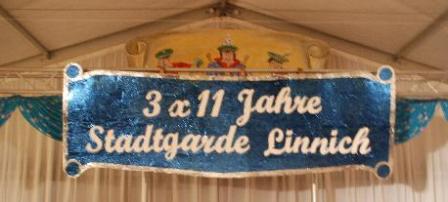 3 x 11 Jahre
Stadtgarde Linnich